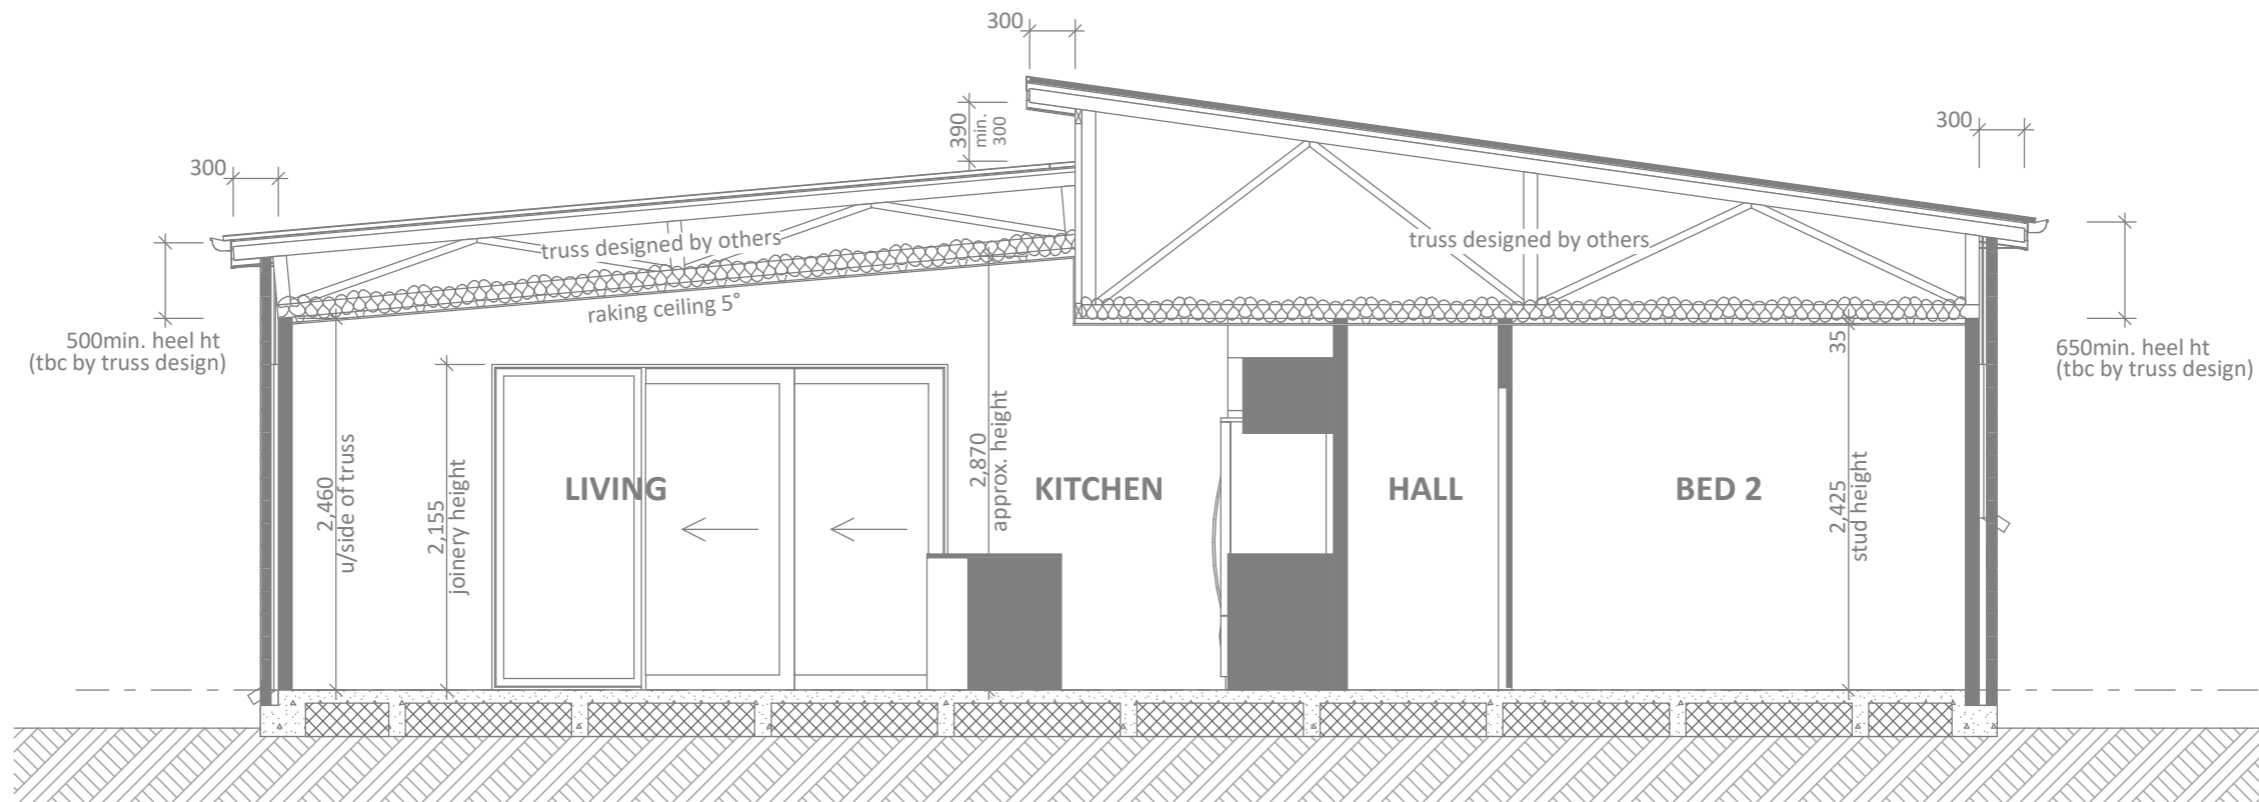 300
300
390
min.
300
300
truss designed by others
truss designed by others
raking ceiling 5°
500min. heel ht
(tbc by truss design)
650min. heel ht
(tbc by truss design)
35
2,460
u/side of truss
2,155
joinery height
2,870
approx. height
2,425
stud height
LIVING
KITCHEN
HALL
BED 2